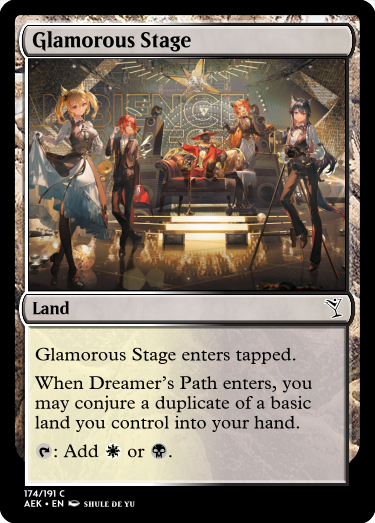 Glamorous Stage
AMBIENCE
Land
Glamorous Stage enters tapped.
When Dreamer's Path enters, you
may conjure a duplicate of a basic
land you control into your hand.
: Add or .
174/191 C
AEK • EN SHULE DE YU